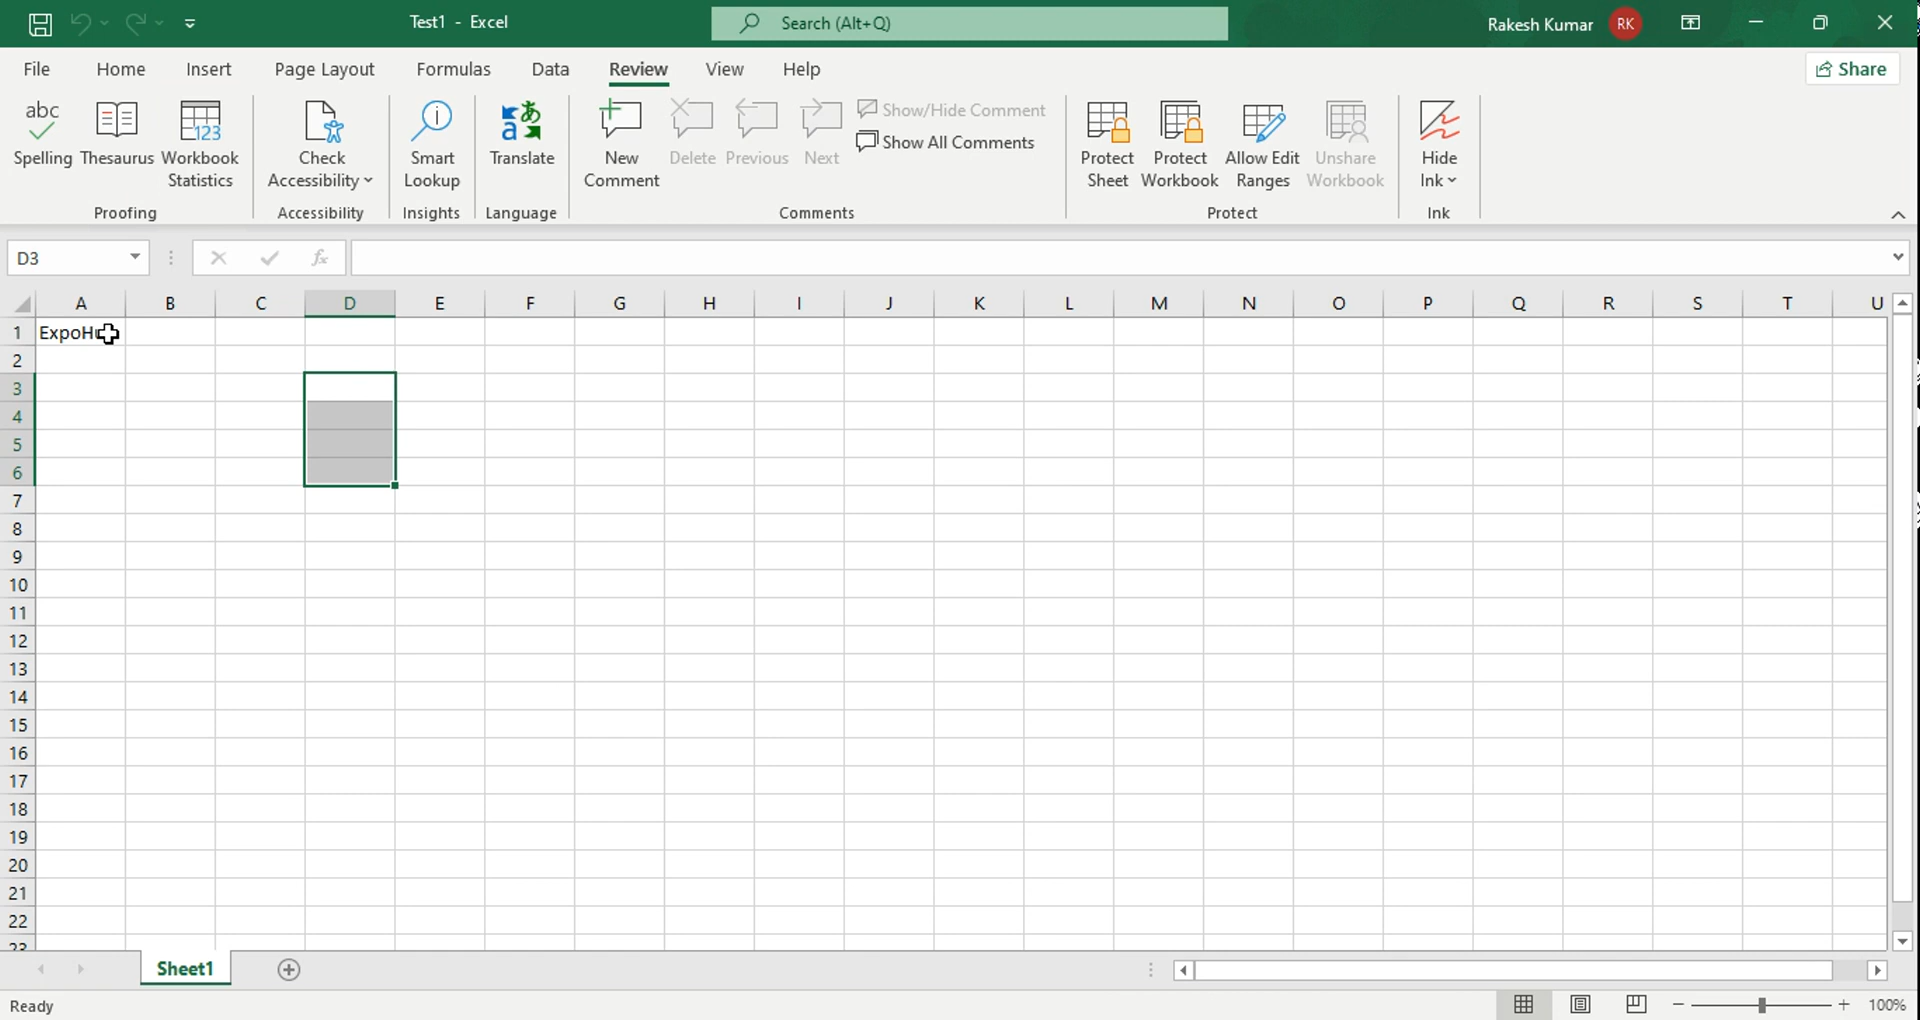 Test1 - Excel
Search (Alt+Q)
Rakesh Kumar RK
File Home Insert Page Layout Formulas Data Review View Help Share
abc
Spelling Thesaurus
123
Workbook Statistics
Proofing
Check Accessibility
Accessibility
Smart Lookup
Insights
Translate
Language
New Comment
Delete Previous Next
Show/Hide Comment
Show All Comments
Comments
Protect Sheet
Protect Workbook
Allow Edit Ranges
Unshare Workbook
Protect
Hide Ink
Ink
D3 fx
A B C D E F G H I J K L M N O P Q R S T U
1
2
3
4
5
6
7
8
9
10
11
12
13
14
15
16
17
18
19
20
21
22
23
Sheet1
Ready 100%